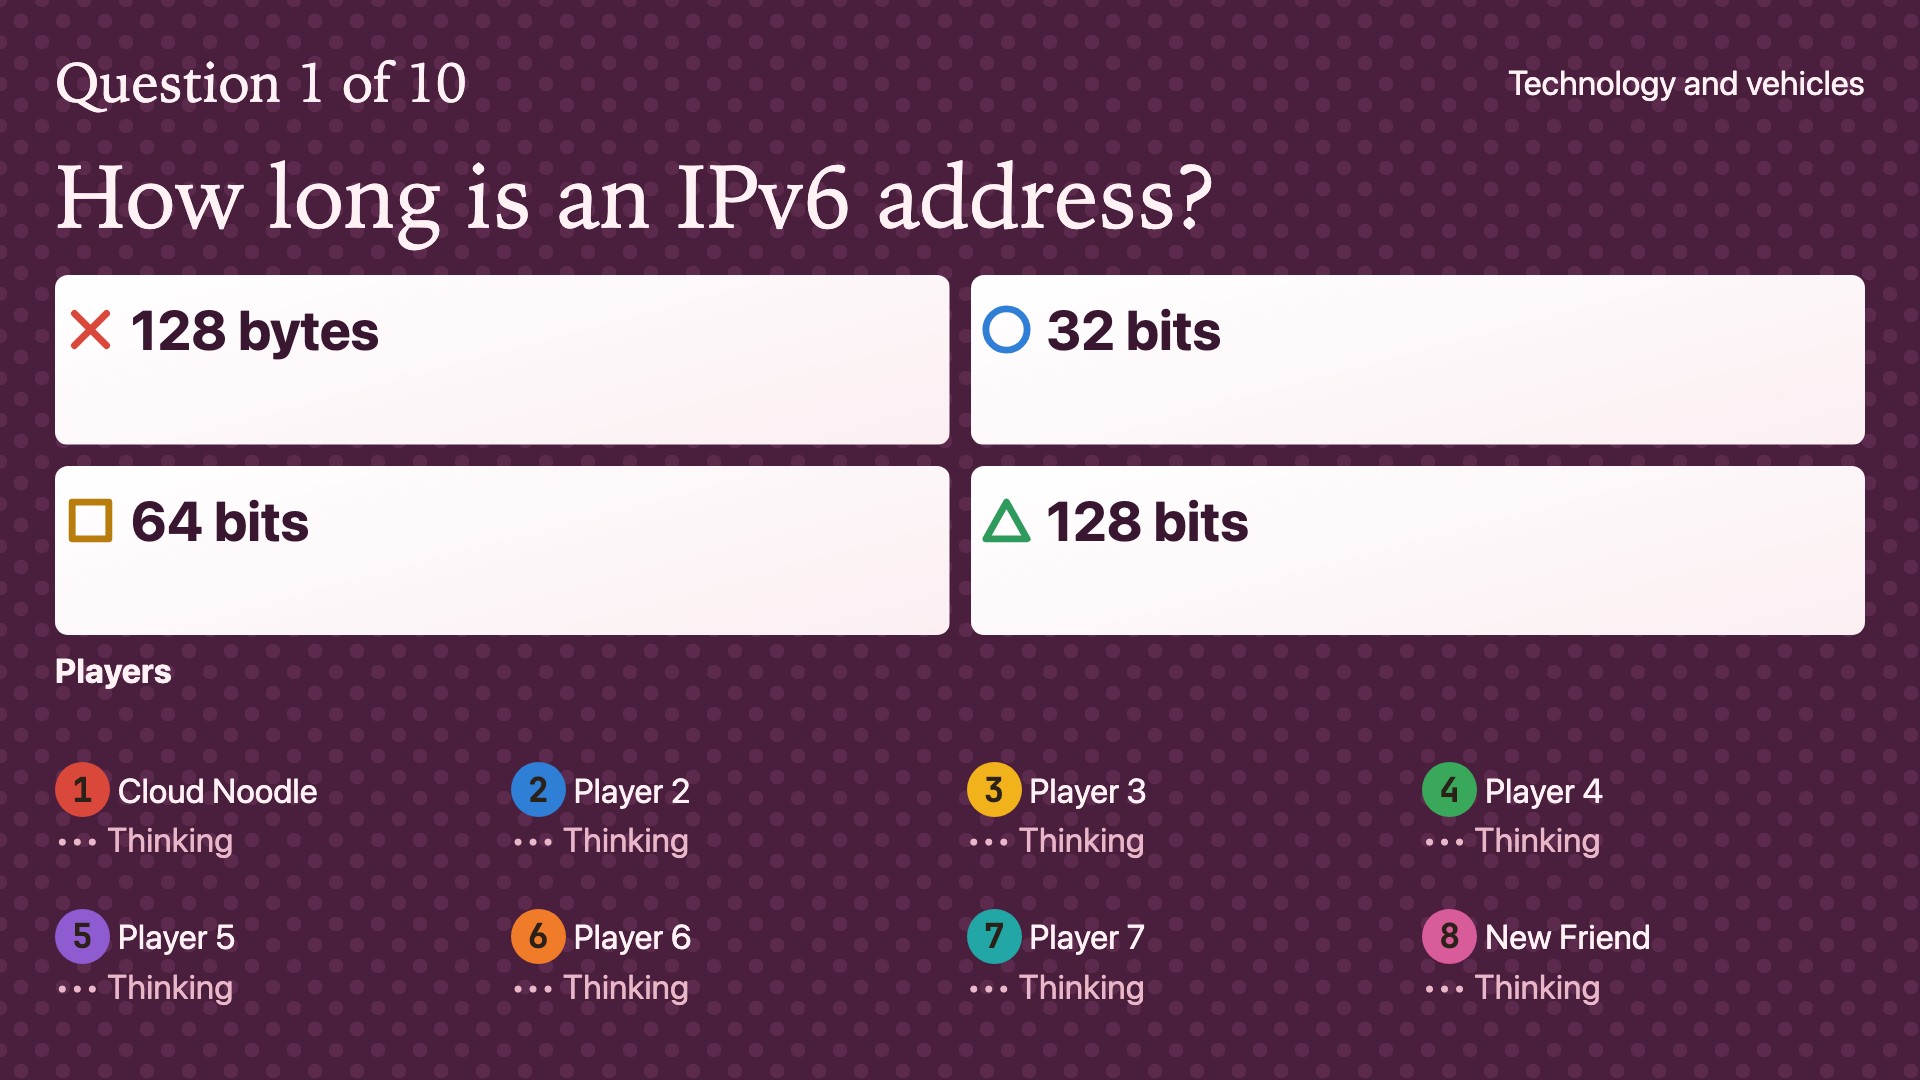 Question 1 of 10
Technology and vehicles
How long is an IPv6 address?
128 bytes
32 bits
64 bits
128 bits
Players
1 Cloud Noodle
2 Player 2
3 Player 3
4 Player 4
••• Thinking
••• Thinking
••• Thinking
••• Thinking
5 Player 5
6 Player 6
7 Player 7
8 New Friend
••• Thinking
••• Thinking
••• Thinking
••• Thinking